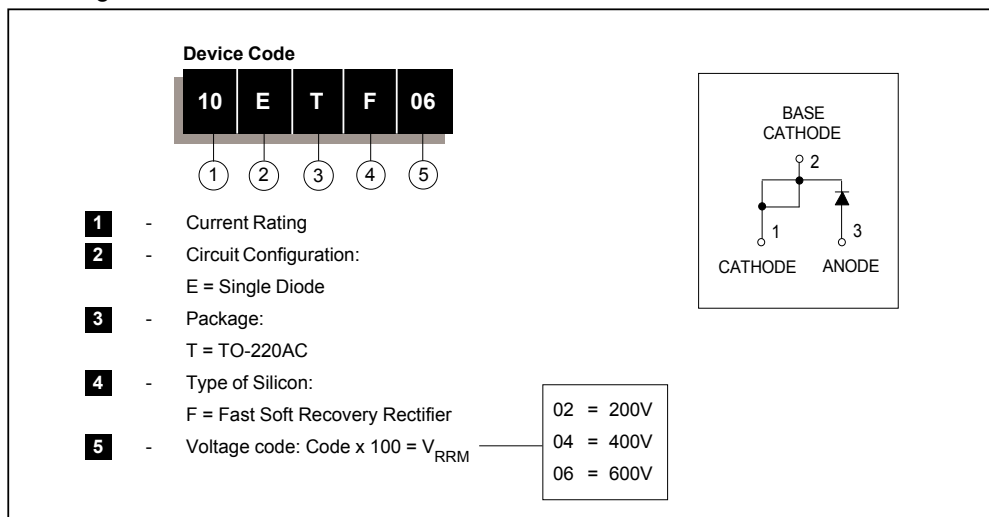 Device Code
10 E T F 06
1 2 3 4 5
1 - Current Rating
2 - Circuit Configuration:
E = Single Diode
3 - Package:
T = TO-220AC
4 - Type of Silicon:
F = Fast Soft Recovery Rectifier
5 - Voltage code: Code x 100 = VRRM
02 = 200V
04 = 400V
06 = 600V
BASE
CATHODE
2
1 3
CATHODE ANODE